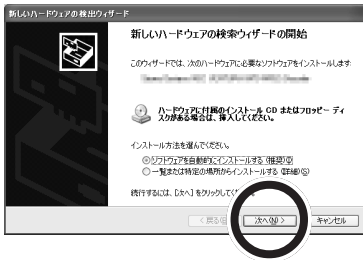 新しいハードウェアの検出ウィザード
新しいハードウェアの検索ウィザードの開始
このウィザードでは、次のハードウェアに必要なソフトウェアをインストールします:
ハードウェアに付属のインストール CD またはフロッピー ディ
スクがある場合は、挿入してください。
インストール方法を選んでください。
ソフトウェアを自動的にインストールする (推奨)(I)
一覧または特定の場所からインストールする (詳細)(S)
続行するには、[次へ] をクリックしてく
< 戻る(B)
次へ(N) >
キャンセル